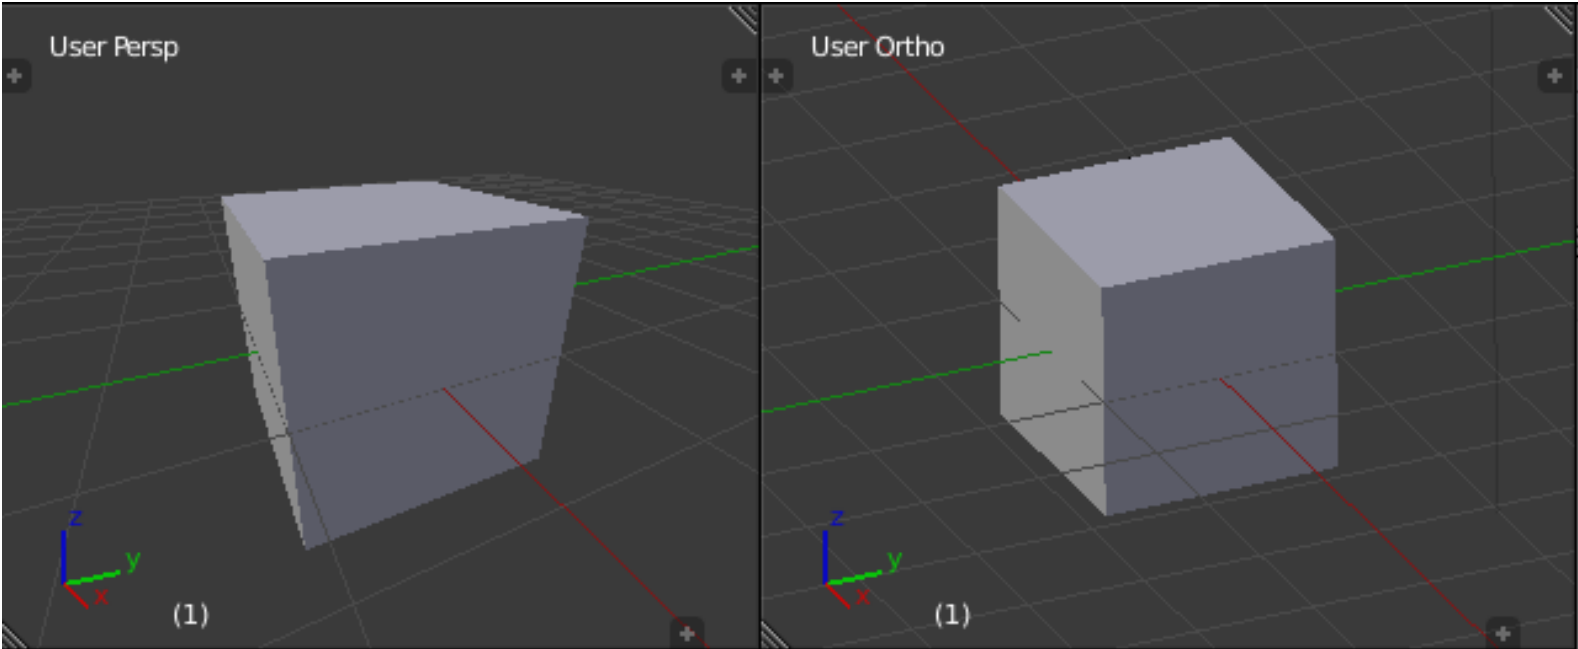 User Persp
z
y
x
(1)
User Ortho
z
y
x
(1)